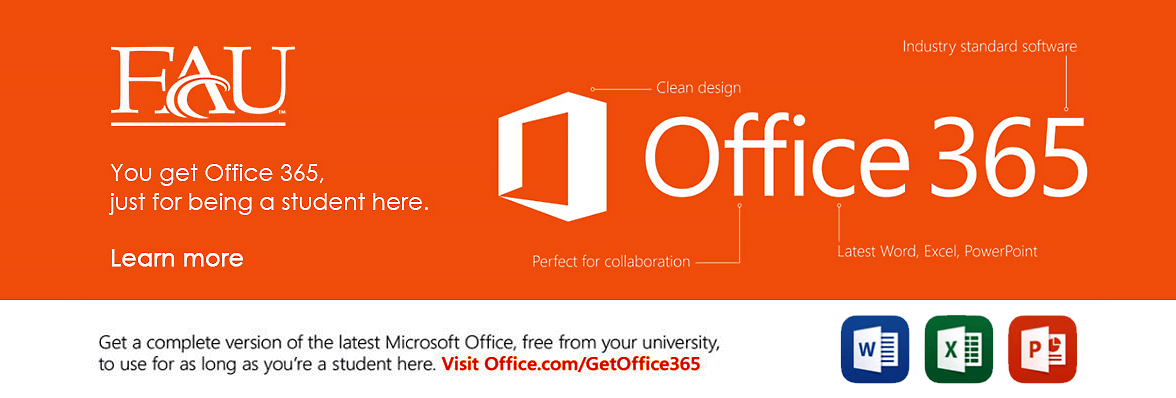 FAU
TM
You get Office 365,
just for being a student here.
Learn more
Industry standard software
Clean design
Office 365
Perfect for collaboration
Latest Word, Excel, PowerPoint
Get a complete version of the latest Microsoft Office, free from your university,
to use for as long as you're a student here. Visit Office.com/GetOffice365
W
X
P